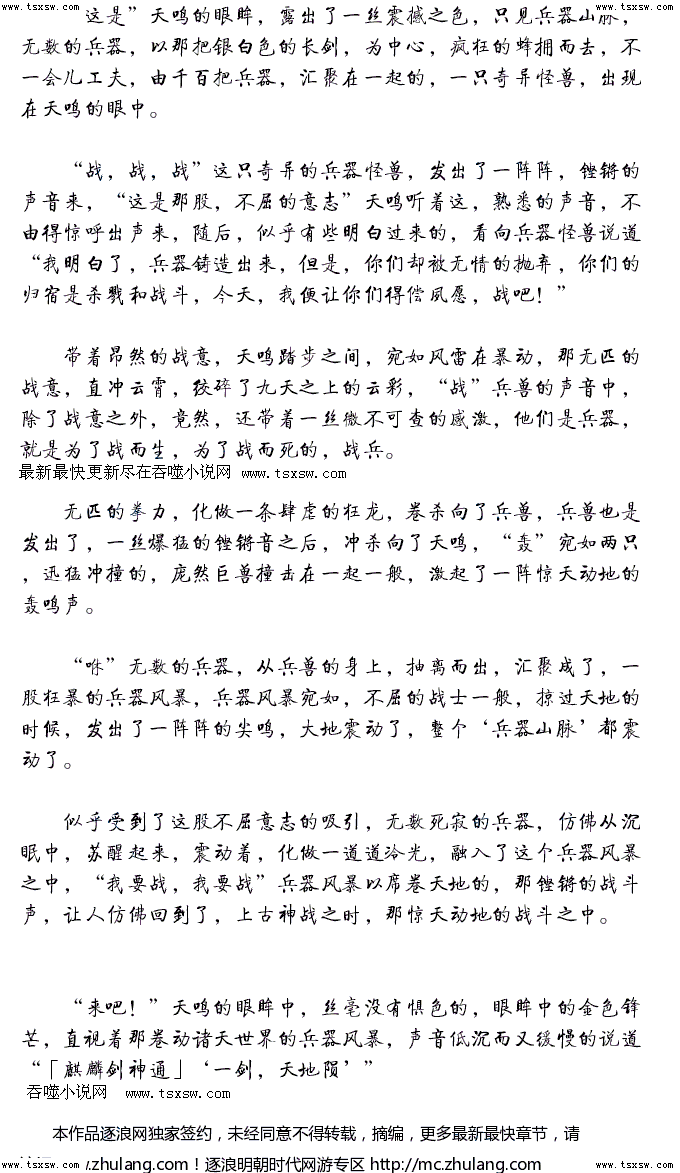 www.tsxsw.com www.tsxsw.com www.tsxsw.com www.tsxsw.com www.tsxsw.com
“这是”天鸣的眼眸，露出了一丝震撼之色，只见兵器山脉，
无数的兵器，以那把银白色的长剑，为中心，疯狂的蜂拥而去，不
一会儿工夫，由千百把兵器，汇聚在一起的，一只奇异怪兽，出现
在天鸣的眼中。
“战，战，战”这只奇异的兵器怪兽，发出了一阵阵，铿锵的
声音来，“这是那股，不屈的意志”天鸣听着这，熟悉的声音，不
由得惊呼出声来，随后，似乎有些明白过来的，看向兵器怪兽说道
“我明白了，兵器铸造出来，但是，你们却被无情的抛弃，你们的
归宿是杀戮和战斗，今天，我便让你们得偿夙愿，战吧！”
带着昂然的战意，天鸣踏步之间，宛如风雷在暴动，那无匹的
战意，直冲云霄，绞碎了九天之上的云彩，“战”兵兽的声音中，
除了战意之外，竟然，还带着一丝微不可查的感激，他们是兵器，
就是为了战而生，为了战而死的，战兵。
最新最快更新尽在吞噬小说网 www.tsxsw.com
无匹的拳力，化做一条肆虐的狂龙，卷杀向了兵兽，兵兽也是
发出了，一丝爆猛的铿锵音之后，冲杀向了天鸣，“轰”宛如两只
，迅猛冲撞的，庞然巨兽撞击在一起一般，激起了一阵惊天动地的
轰鸣声。
“咻”无数的兵器，从兵兽的身上，抽离而出，汇聚成了，一
股狂暴的兵器风暴，兵器风暴宛如，不屈的战士一般，掠过天地的
时候，发出了一阵阵的尖鸣，大地震动了，整个‘兵器山脉’都震
动了。
似乎受到了这股不屈意志的吸引，无数死寂的兵器，仿佛从沉
眠中，苏醒起来，震动着，化做一道道冷光，融入了这个兵器风暴
之中，“我要战，我要战”兵器风暴以席卷天地的，那铿锵的战斗
声，让人仿佛回到了，上古神战之时，那惊天动地的战斗之中。
“来吧！”天鸣的眼眸中，丝毫没有惧色的，眼眸中的金色锋
芒，直视着那卷动诸天世界的兵器风暴，声音低沉而又缓慢的说道
“「麒麟剑神通」‘一剑，天地陨’”
吞噬小说网 www.tsxsw.com
本作品逐浪网独家签约，未经同意不得转载，摘编，更多最新最快章节，请
.zhulang.com！逐浪明朝时代网游专区 http://mc.zhulang.com
www.tsxsw.com www.tsxsw.com www.tsxsw.com www.tsxsw.com www.tsxsw.com